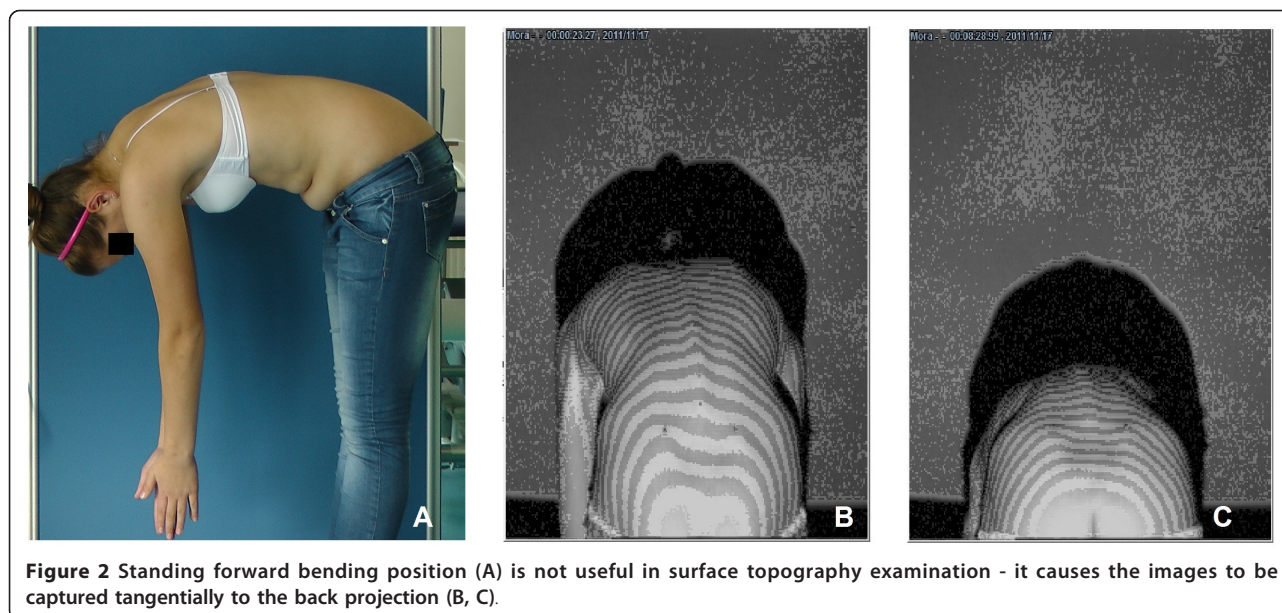 Mora - - 00:00:23.27 , 2011/11/17
Mora - - 00:08:28.99 , 2011/11/17
A
B
C
Figure 2 Standing forward bending position (A) is not useful in surface topography examination - it causes the images to be
captured tangentially to the back projection (B, C).